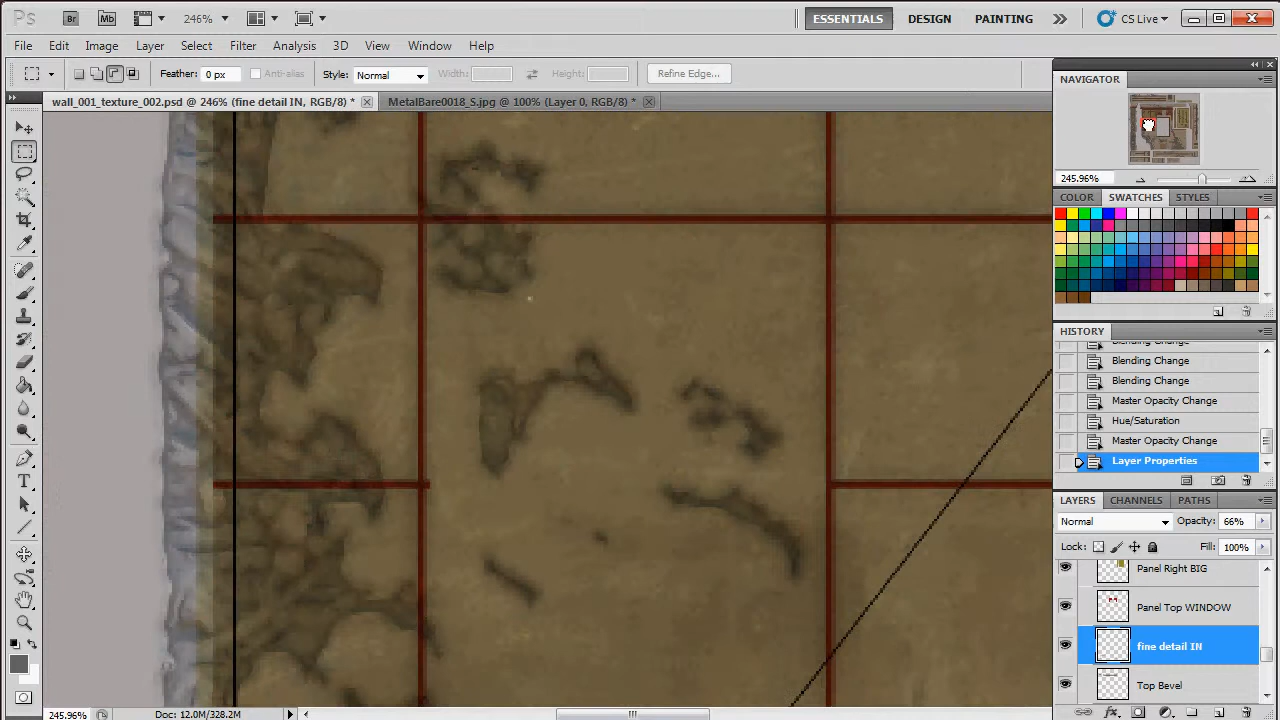 Ps Br Mb 246% ESSENTIALS DESIGN PAINTING CS Live
File Edit Image Layer Select Filter Analysis 3D View Window Help
Feather: 0 px Anti-alias Style: Normal Width: Height: Refine Edge...
wall_001_texture_002.psd @ 246% (fine detail IN, RGB/8) * MetalBare0018_S.jpg @ 100% (Layer 0, RGB/8) *
NAVIGATOR
245.96%
COLOR SWATCHES STYLES
HISTORY
Blending Change
Blending Change
Blending Change
Master Opacity Change
Hue/Saturation
Master Opacity Change
Layer Properties
LAYERS CHANNELS PATHS
Normal Opacity: 66%
Lock: Fill: 100%
Panel Right BIG
Panel Top WINDOW
fine detail IN
Top Bevel
245.96% Doc: 12.0M/328.2M